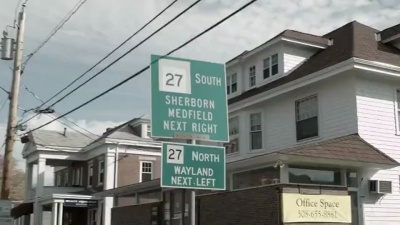 27 SOUTH
SHERBORN
MEDFIELD
NEXT RIGHT
27 NORTH
WAYLAND
NEXT LEFT
Office Space